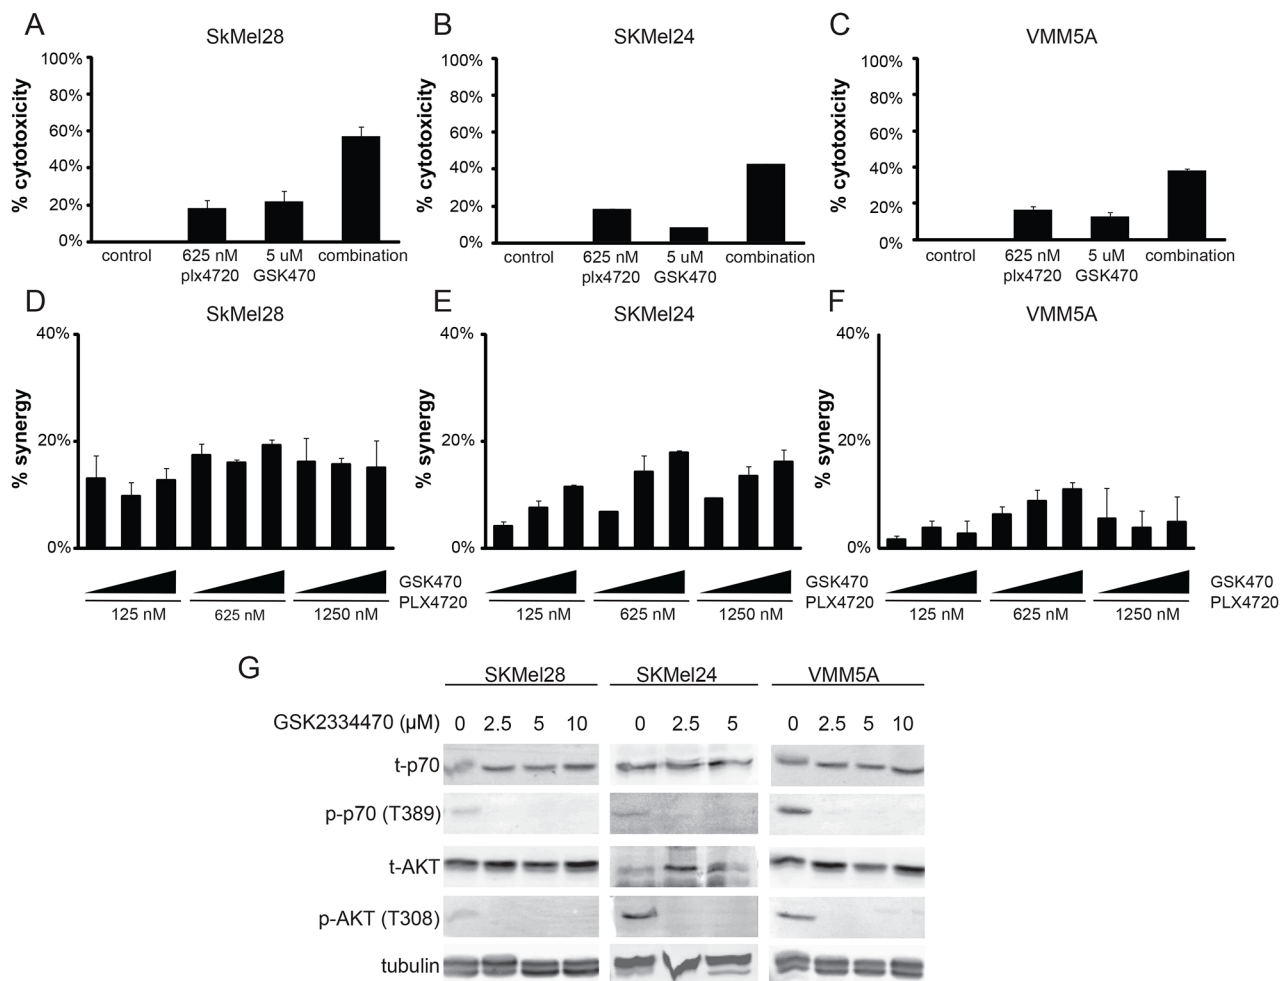 A
SkMel28
% cytotoxicity
100%
80%
60%
40%
20%
0%
control
625 nM
plx4720
5 uM
GSK470
combination
B
SKMel24
% cytotoxicity
100%
80%
60%
40%
20%
0%
control
625 nM
plx4720
5 uM
GSK470
combination
C
VMM5A
% cytotoxicity
100%
80%
60%
40%
20%
0%
control
625 nM
plx4720
5 uM
GSK470
combination
D
SkMel28
% synergy
40%
20%
0%
GSK470
PLX4720
125 nM
625 nM
1250 nM
E
SKMel24
% synergy
40%
20%
0%
GSK470
PLX4720
125 nM
625 nM
1250 nM
F
VMM5A
% synergy
40%
20%
0%
GSK470
PLX4720
125 nM
625 nM
1250 nM
G
SKMel28 SKMel24 VMM5A
GSK2334470 (µM) 0 2.5 5 10 0 2.5 5 0 2.5 5 10
t-p70
p-p70 (T389)
t-AKT
p-AKT (T308)
tubulin